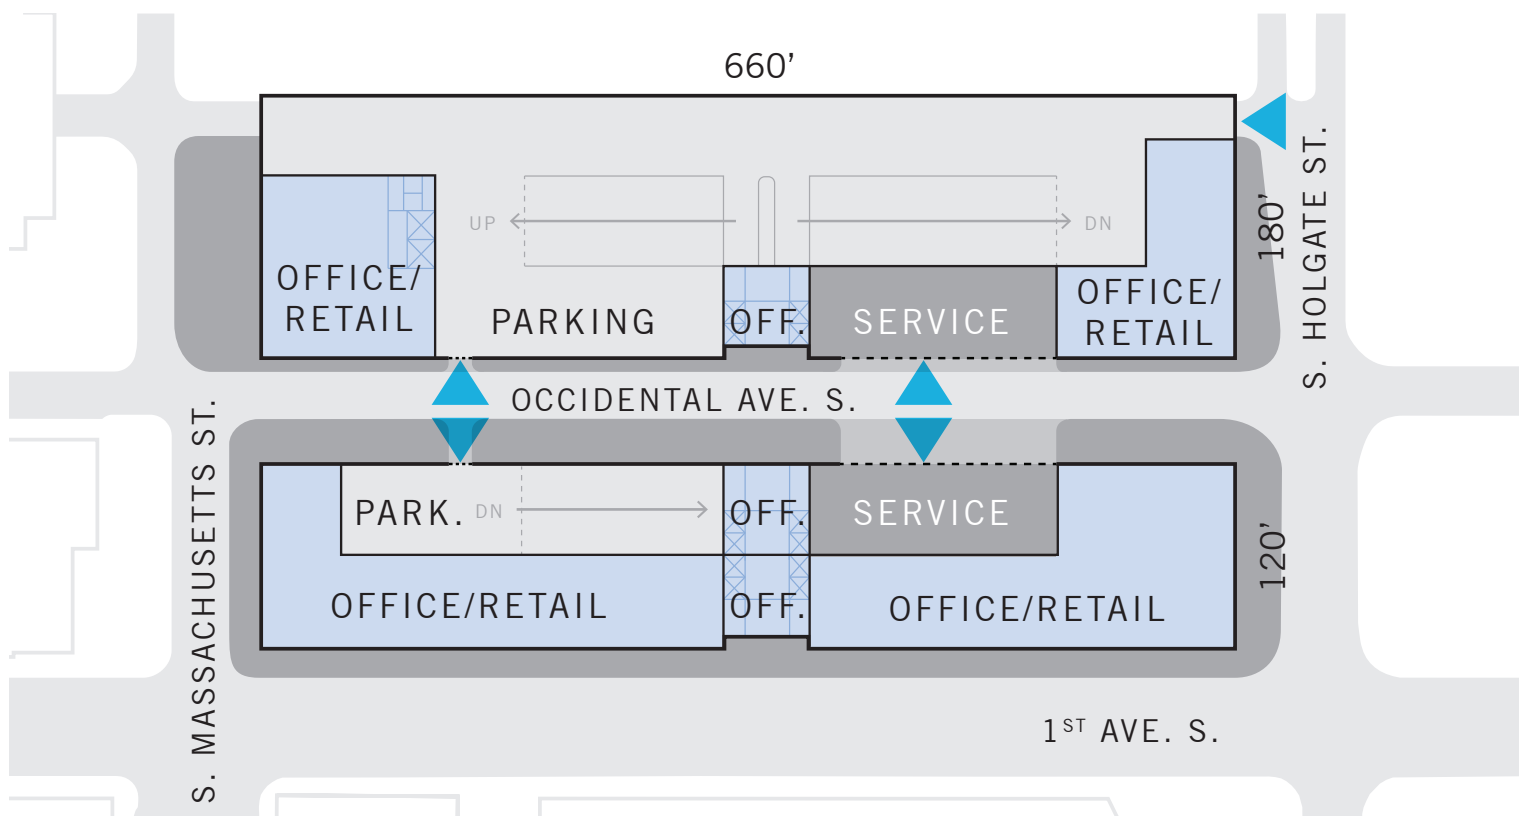 660’
UP
DN
180’
S. HOLGATE ST.
OFFICE/
RETAIL
PARKING
OFF.
SERVICE
OFFICE/
RETAIL
OCCIDENTAL AVE. S.
S. MASSACHUSETTS ST.
PARK.
DN
OFF.
SERVICE
120’
OFFICE/RETAIL
OFF.
OFFICE/RETAIL
1ST AVE. S.